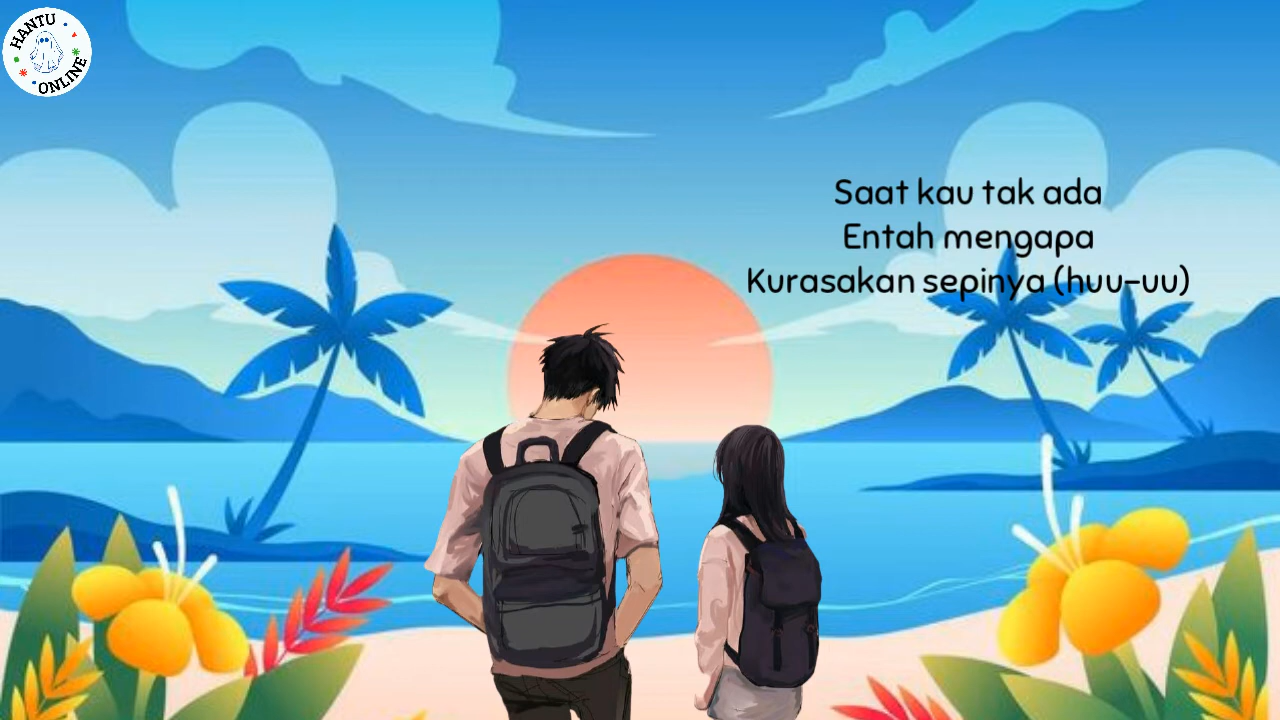 HANTU
ONLINE
Saat kau tak ada
Entah mengapa
Kurasakan sepinya (huu-uu)